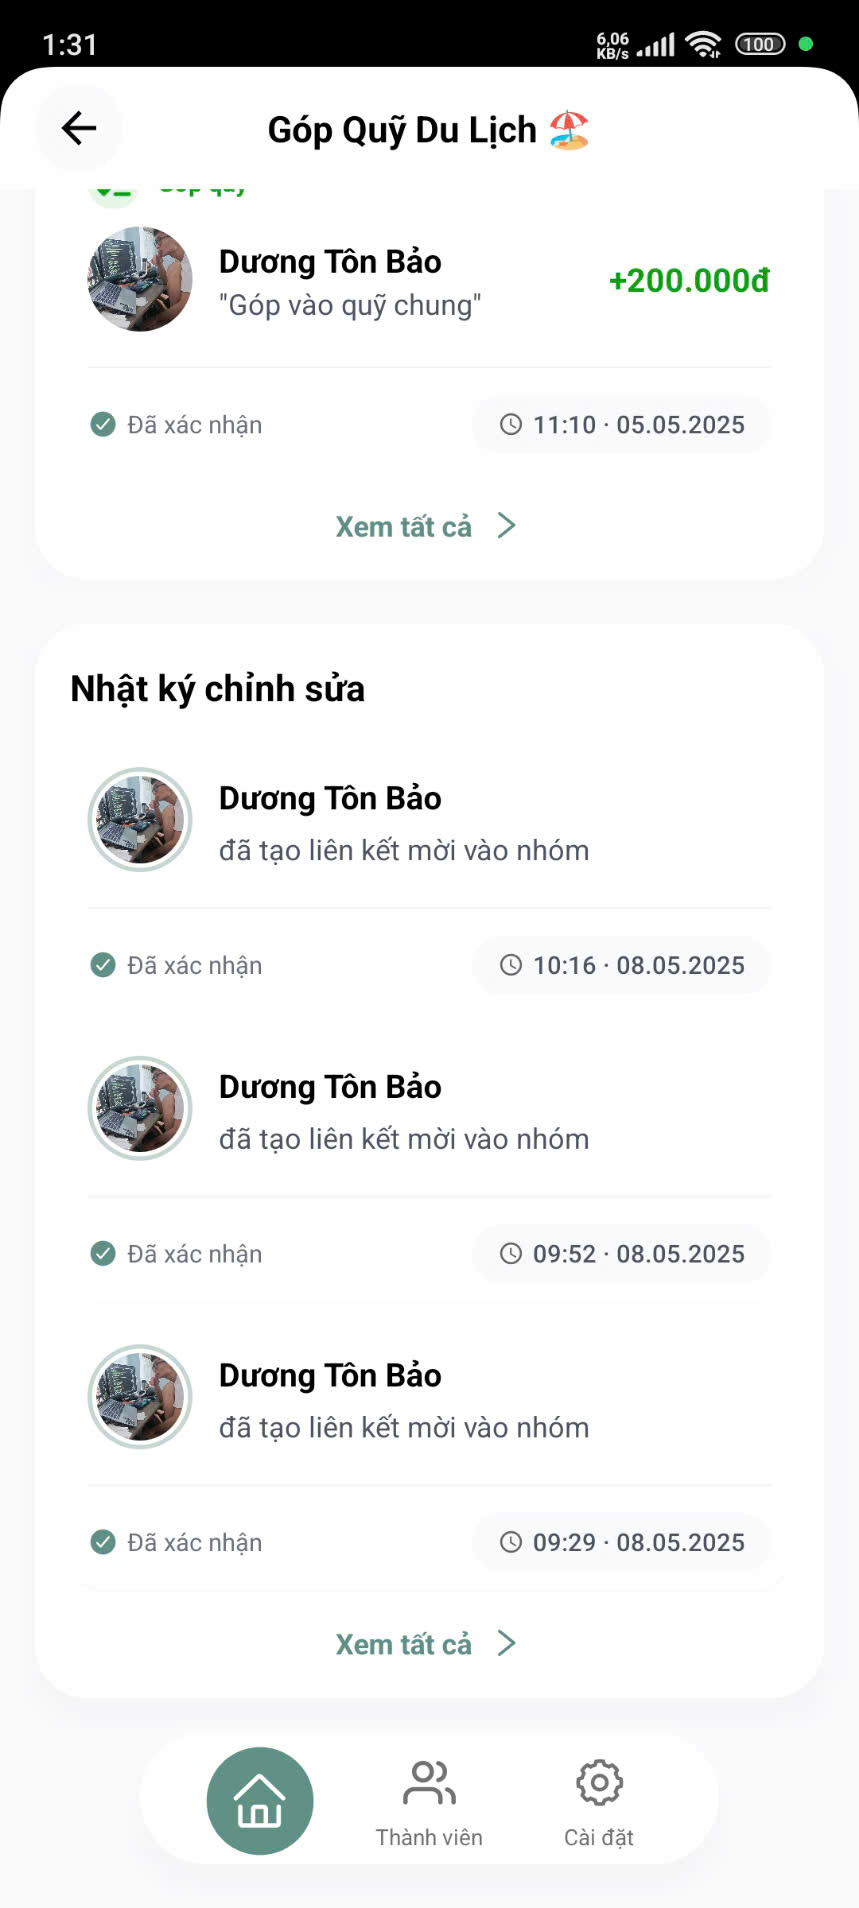 1:31
6,06
KB/s
100
Góp Quỹ Du Lịch
Góp quỹ
Dương Tôn Bảo
+200.000đ
"Góp vào quỹ chung"
Đã xác nhận
11:10 · 05.05.2025
Xem tất cả
Nhật ký chỉnh sửa
Dương Tôn Bảo
đã tạo liên kết mời vào nhóm
Đã xác nhận
10:16 · 08.05.2025
Dương Tôn Bảo
đã tạo liên kết mời vào nhóm
Đã xác nhận
09:52 · 08.05.2025
Dương Tôn Bảo
đã tạo liên kết mời vào nhóm
Đã xác nhận
09:29 · 08.05.2025
Xem tất cả
Thành viên
Cài đặt